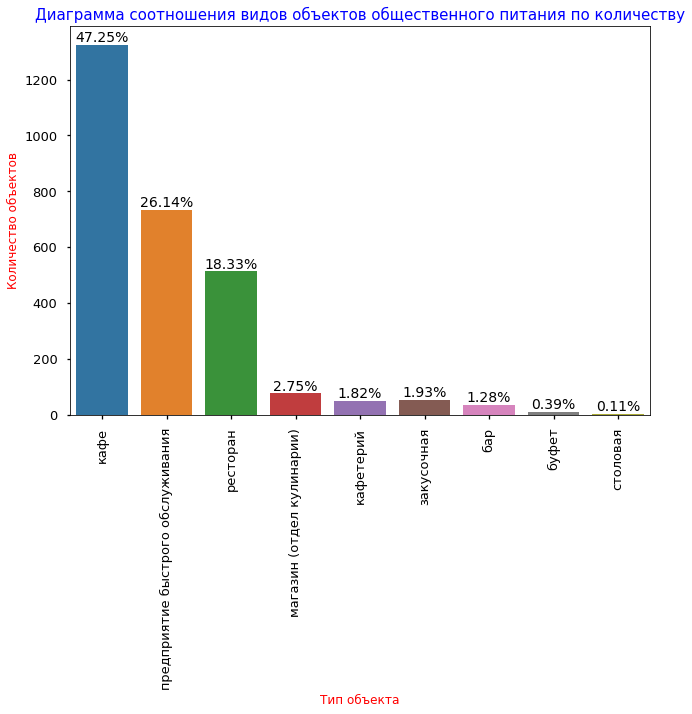 Диаграмма соотношения видов объектов общественного питания по количеству
47.25%
26.14%
18.33%
2.75%
1.82%
1.93%
1.28%
0.39%
0.11%
1200
1000
800
600
400
200
0
Количество объектов
кафе
предприятие быстрого обслуживания
ресторан
магазин (отдел кулинарии)
кафетерий
закусочная
бар
буфет
столовая
Тип объекта